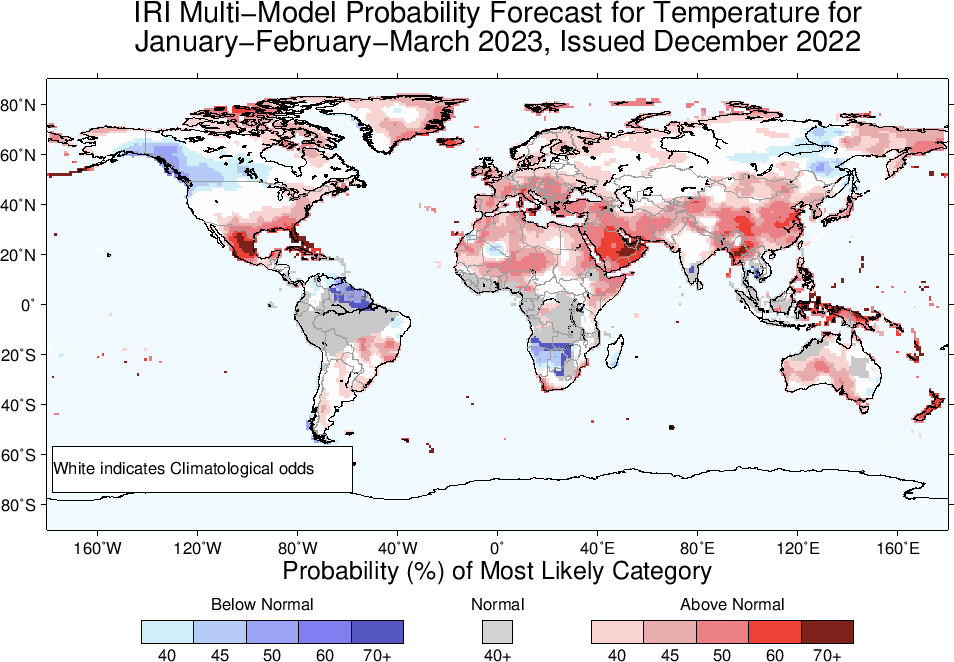 IRI Multi−Model Probability Forecast for Temperature for
January−February−March 2023, Issued December 2022
80˚N
60˚N
40˚N
20˚N
0˚
20˚S
40˚S
60˚S
80˚S
White indicates Climatological odds
160˚W 120˚W 80˚W 40˚W 0˚ 40˚E 80˚E 120˚E 160˚E
Probability (%) of Most Likely Category
Below Normal Normal Above Normal
40 45 50 60 70+ 40+ 40 45 50 60 70+